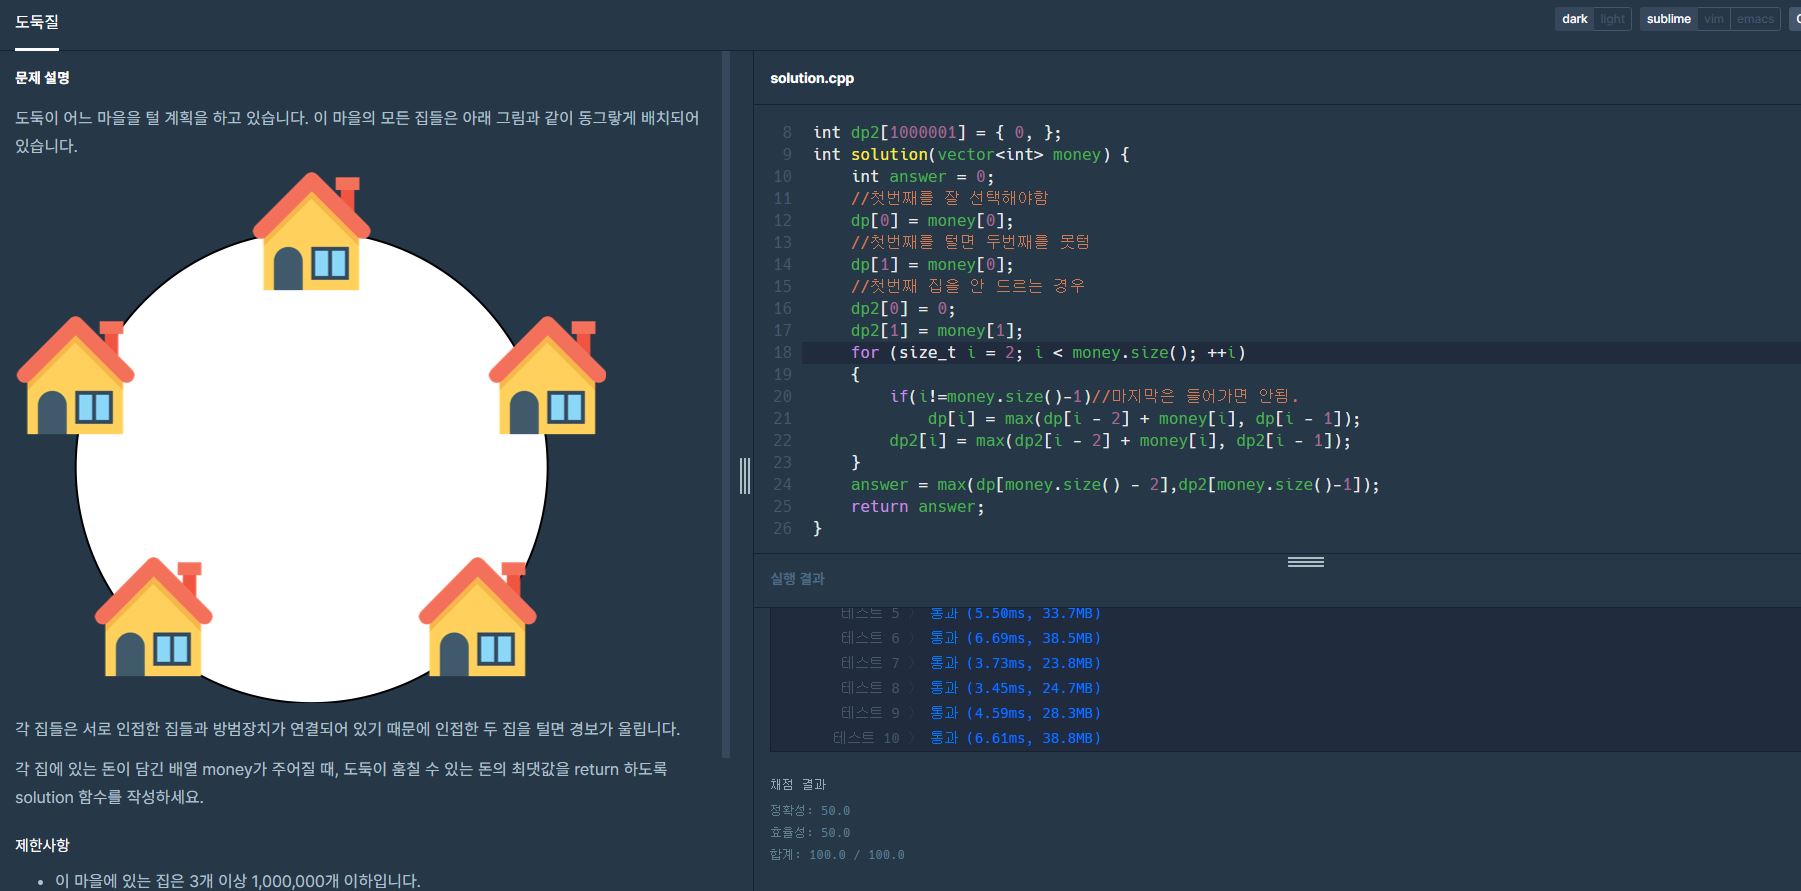 도둑질
dark light sublime vim emacs
문제 설명
도둑이 어느 마을을 털 계획을 하고 있습니다. 이 마을의 모든 집들은 아래 그림과 같이 동그랗게 배치되어
있습니다.
각 집들은 서로 인접한 집들과 방범장치가 연결되어 있기 때문에 인접한 두 집을 털면 경보가 울립니다.
각 집에 있는 돈이 담긴 배열 money가 주어질 때, 도둑이 훔칠 수 있는 돈의 최댓값을 return 하도록
solution 함수를 작성하세요.
제한사항
• 이 마을에 있는 집은 3개 이상 1,000,000개 이하입니다.
solution.cpp
8 int dp2[1000001] = { 0, };
9 int solution(vector<int> money) {
10 int answer = 0;
11 //첫번째를 잘 선택해야함
12 dp[0] = money[0];
13 //첫번째를 털면 두번째를 못텀
14 dp[1] = money[0];
15 //첫번째 집을 안 드르는 경우
16 dp2[0] = 0;
17 dp2[1] = money[1];
18 for (size_t i = 2; i < money.size(); ++i)
19 {
20 if(i!=money.size()-1)//마지막은 들어가면 안됨.
21 dp[i] = max(dp[i - 2] + money[i], dp[i - 1]);
22 dp2[i] = max(dp2[i - 2] + money[i], dp2[i - 1]);
23 }
24 answer = max(dp[money.size() - 2],dp2[money.size()-1]);
25 return answer;
26 }
실행 결과
테스트 5 〉 통과 (5.50ms, 33.7MB)
테스트 6 〉 통과 (6.69ms, 38.5MB)
테스트 7 〉 통과 (3.73ms, 23.8MB)
테스트 8 〉 통과 (3.45ms, 24.7MB)
테스트 9 〉 통과 (4.59ms, 28.3MB)
테스트 10 〉 통과 (6.61ms, 38.8MB)
채점 결과
정확성: 50.0
효율성: 50.0
합계: 100.0 / 100.0